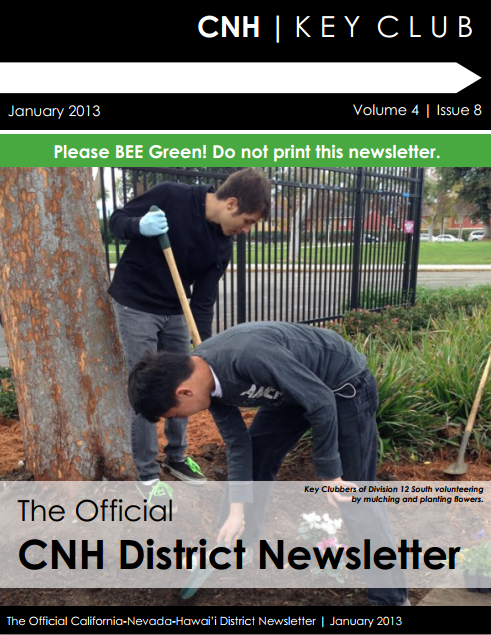 CNH | KEY CLUB
January 2013
Volume 4 | Issue 8
Please BEE Green! Do not print this newsletter.
Key Clubbers of Division 12 South volunteering
by mulching and planting flowers.
The Official
CNH District Newsletter
The Official California-Nevada-Hawai'i District Newsletter | January 2013